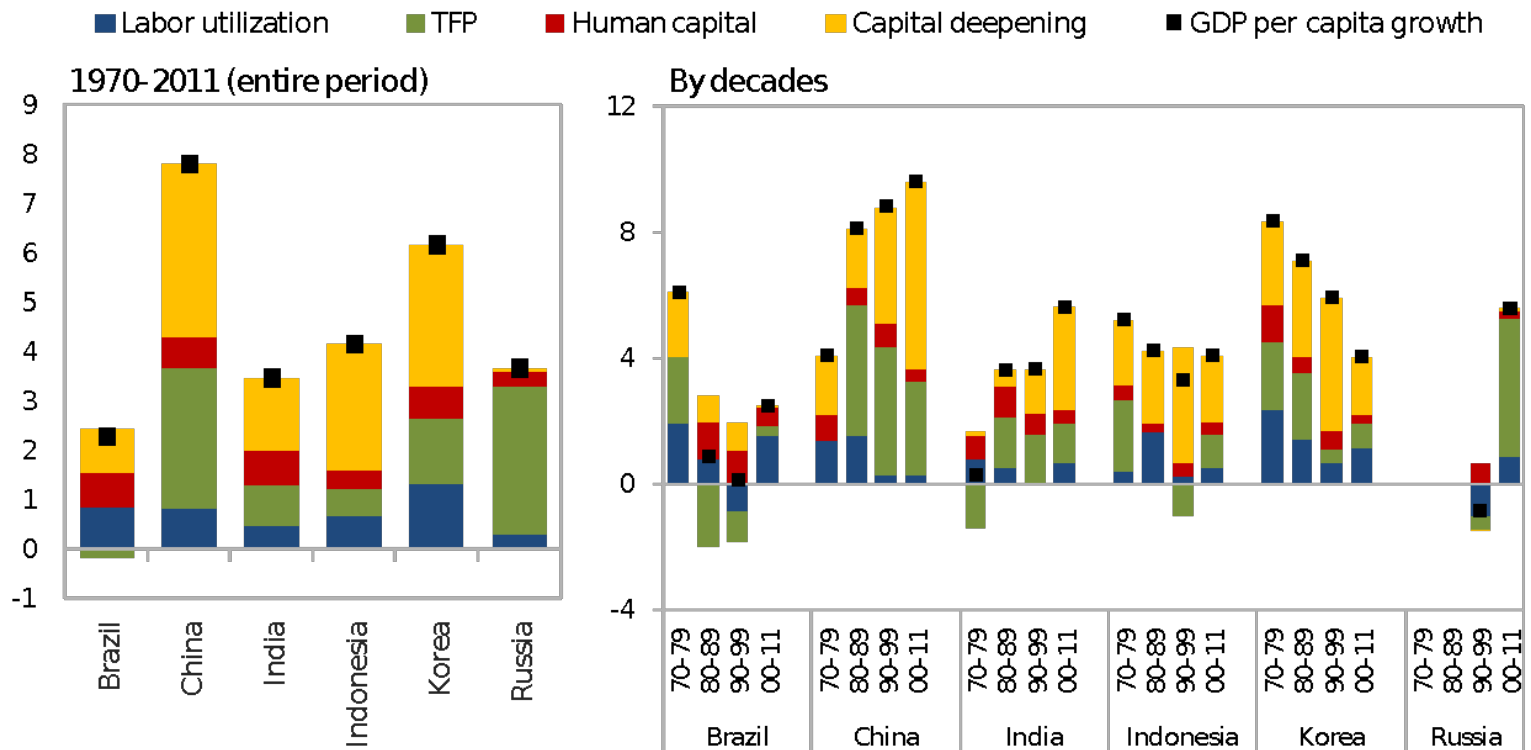 Labor utilization TFP Human capital Capital deepening GDP per capita growth
1970-2011 (entire period)
9
8
7
6
5
4
3
2
1
0
-1
Brazil China India Indonesia Korea Russia
By decades
12
8
4
0
-4
70-79 80-89 90-99 00-11 70-79 80-89 90-99 00-11 70-79 80-89 90-99 00-11 70-79 80-89 90-99 00-11 70-79 80-89 90-99 00-11 70-79 80-89 90-99 00-11
Brazil China India Indonesia Korea Russia